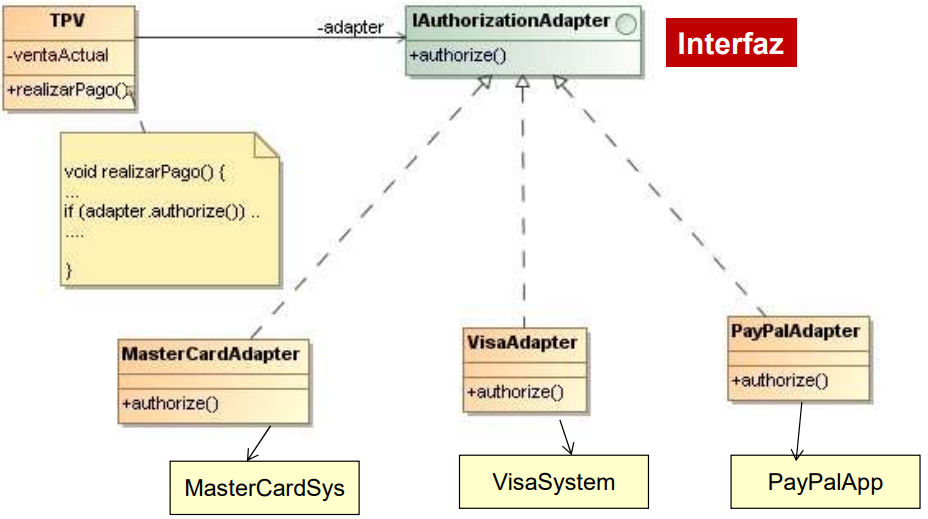 TPV
-ventaActual
+realizarPago()
-adapter
IAuthorizationAdapter
+authorize()
Interfaz
void realizarPago() {
...
if (adapter.authorize()) ..
....
}
MasterCardAdapter
+authorize()
VisaAdapter
+authorize()
PayPalAdapter
+authorize()
MasterCardSys
VisaSystem
PayPalApp